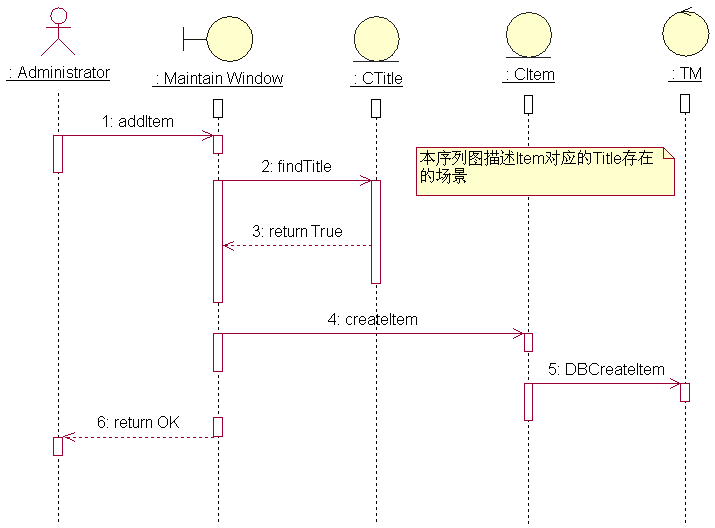 : Administrator
: Maintain Window
: CTitle
: CItem
: TM
1: addItem
本序列图描述Item对应的Title存在
的场景
2: findTitle
3: return True
4: createItem
5: DBCreateItem
6: return OK